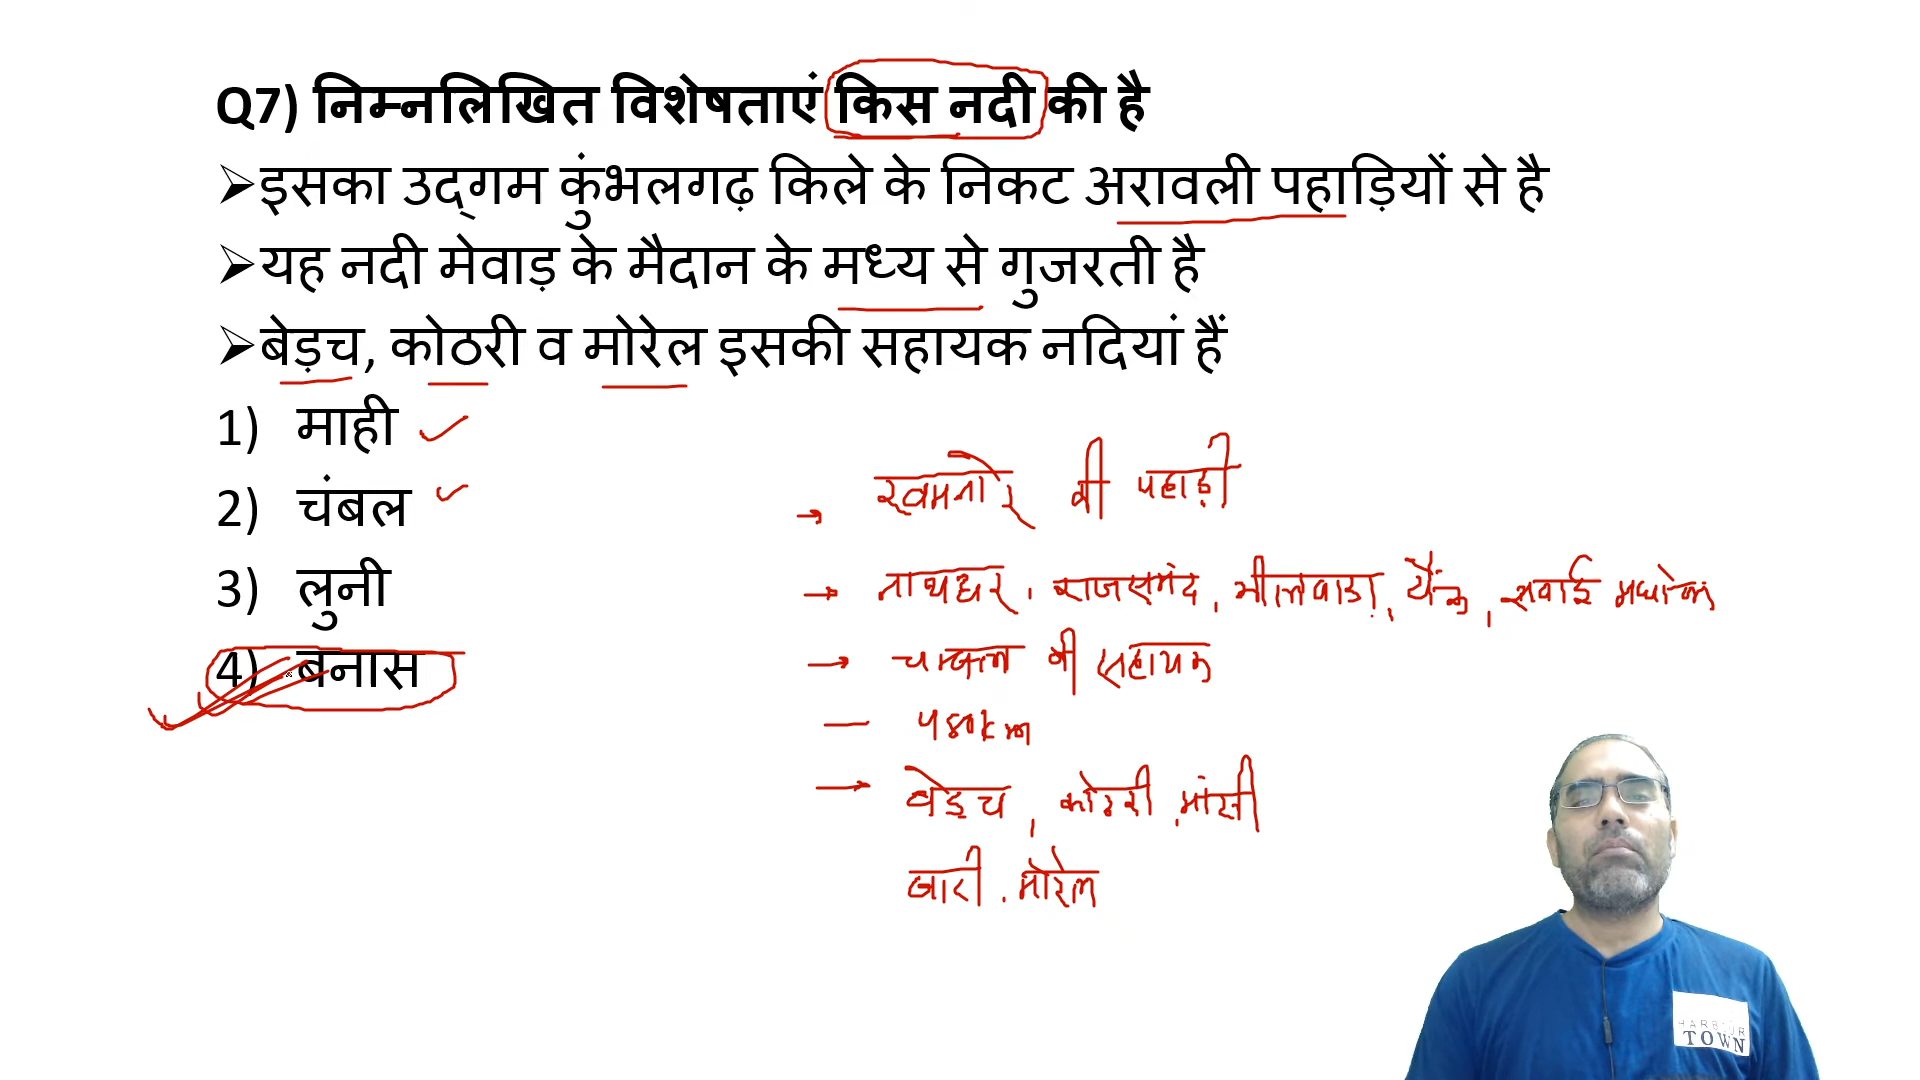 Q7) निम्नलिखित विशेषताएं किस नदी की है
➢इसका उद्गम कुंभलगढ़ किले के निकट अरावली पहाड़ियों से है
➢यह नदी मेवाड़ के मैदान के मध्य से गुजरती है
➢बेड़च, कोठरी व मोरेल इसकी सहायक नदियां हैं
1) माही
2) चंबल
3) लुनी
4) बनास
→ खमनोर की पहाड़ी
→ नाथद्वार, राजसमंद, भीलवाडा, टोंक, सवाई माधोपुर
→ चम्बल की सहायक
— 480km
→ बेड़च, कोठरी, मांसी
खारी, मोरेल
HARBOUR
TOWN